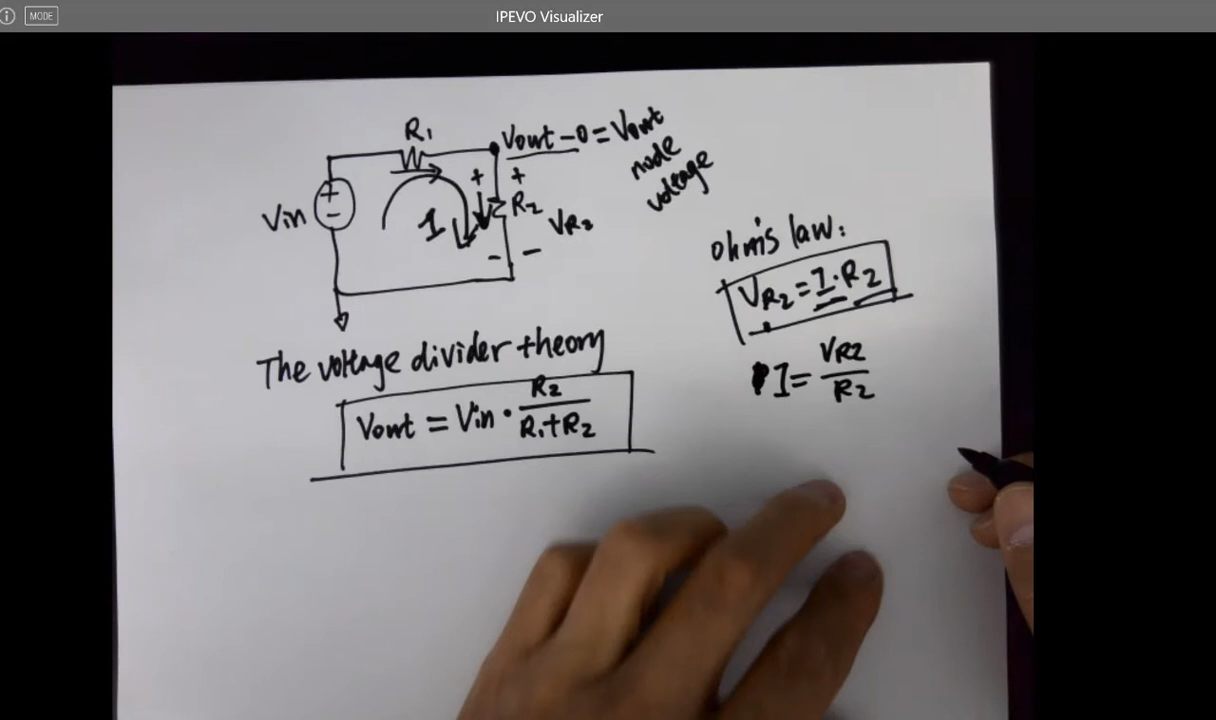 MODE
IPEVO Visualizer
R1
Vout - 0 = Vout
node
voltage
+
-
Vin
I
+
-
+
R2
VR2
-
ohm's law:
VR2 = I · R2
The voltage divider theory
Vout = Vin · R2 / R1+R2
I = VR2 / R2